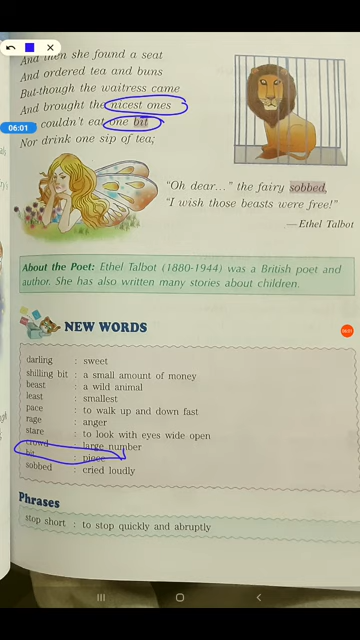 And then she found a seat
And ordered tea and buns
But though the waitress came
And brought the nicest ones
couldn't eat one bit
06:01
Nor drink one sip of tea;
"Oh dear..." the fairy sobbed,
"I wish those beasts were free!"
—Ethel Talbot
About the Poet: Ethel Talbot (1880-1944) was a British poet and
author. She has also written many stories about children.
NEW WORDS
darling : sweet
shilling bit : a small amount of money
beast : a wild animal
least : smallest
pace : to walk up and down fast
rage : anger
stare : to look with eyes wide open
crowd : large number
bit : piece
sobbed : cried loudly
Phrases
stop short : to stop quickly and abruptly